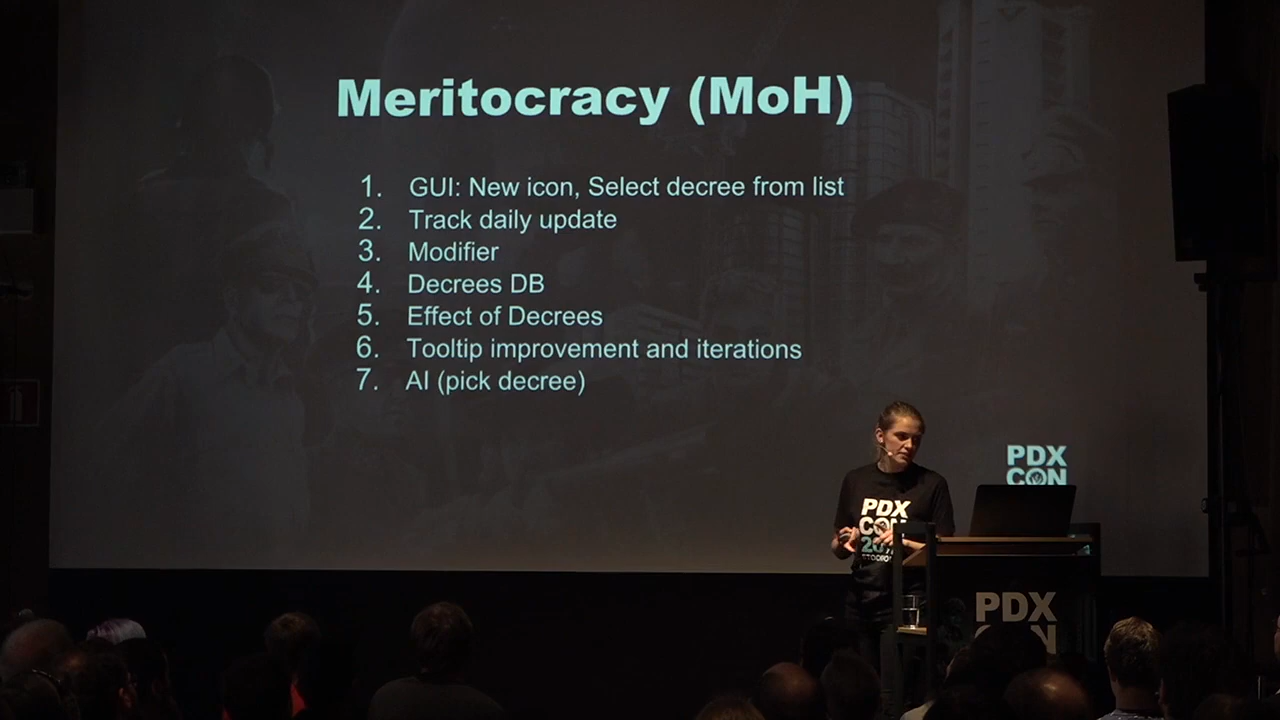 Meritocracy (MoH)
1. GUI: New icon, Select decree from list
2. Track daily update
3. Modifier
4. Decrees DB
5. Effect of Decrees
6. Tooltip improvement and iterations
7. AI (pick decree)
PDX
CON
PDX
CON
PDX
CON